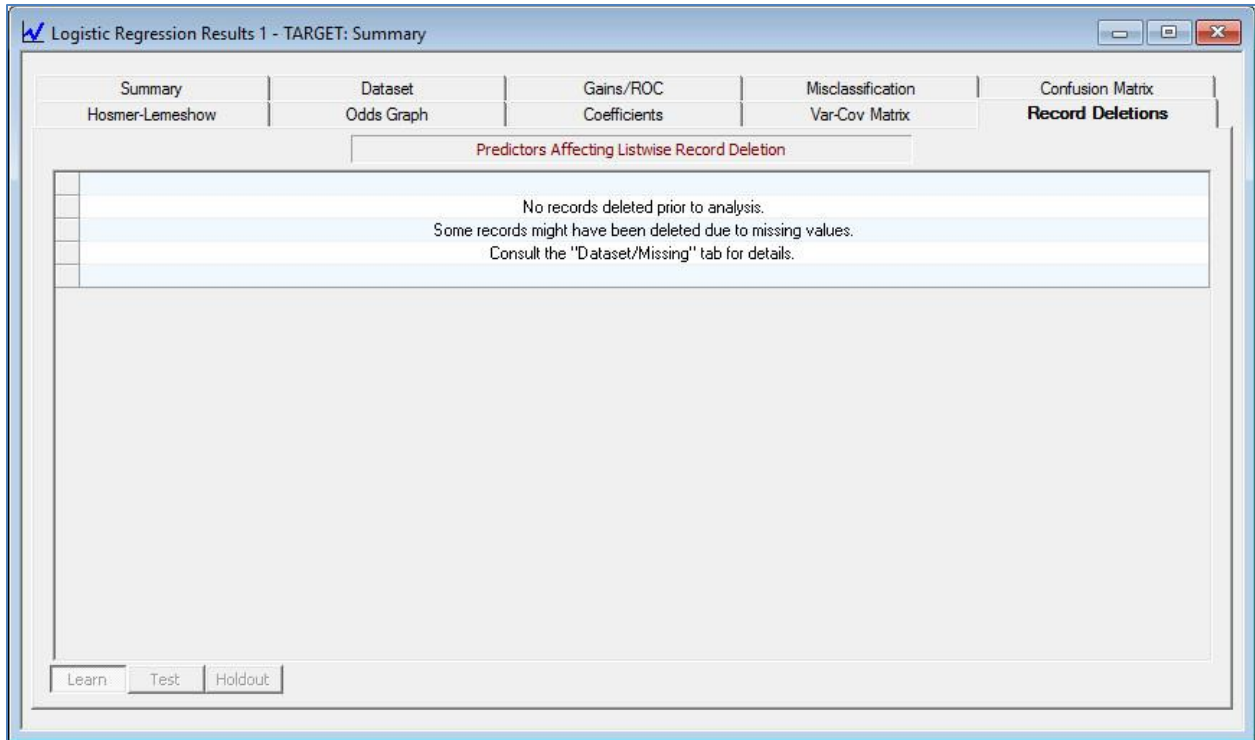 Logistic Regression Results 1 - TARGET: Summary
Summary Dataset Gains/ROC Misclassification Confusion Matrix
Hosmer-Lemeshow Odds Graph Coefficients Var-Cov Matrix Record Deletions
Predictors Affecting Listwise Record Deletion
No records deleted prior to analysis.
Some records might have been deleted due to missing values.
Consult the "Dataset/Missing" tab for details.
Learn Test Holdout